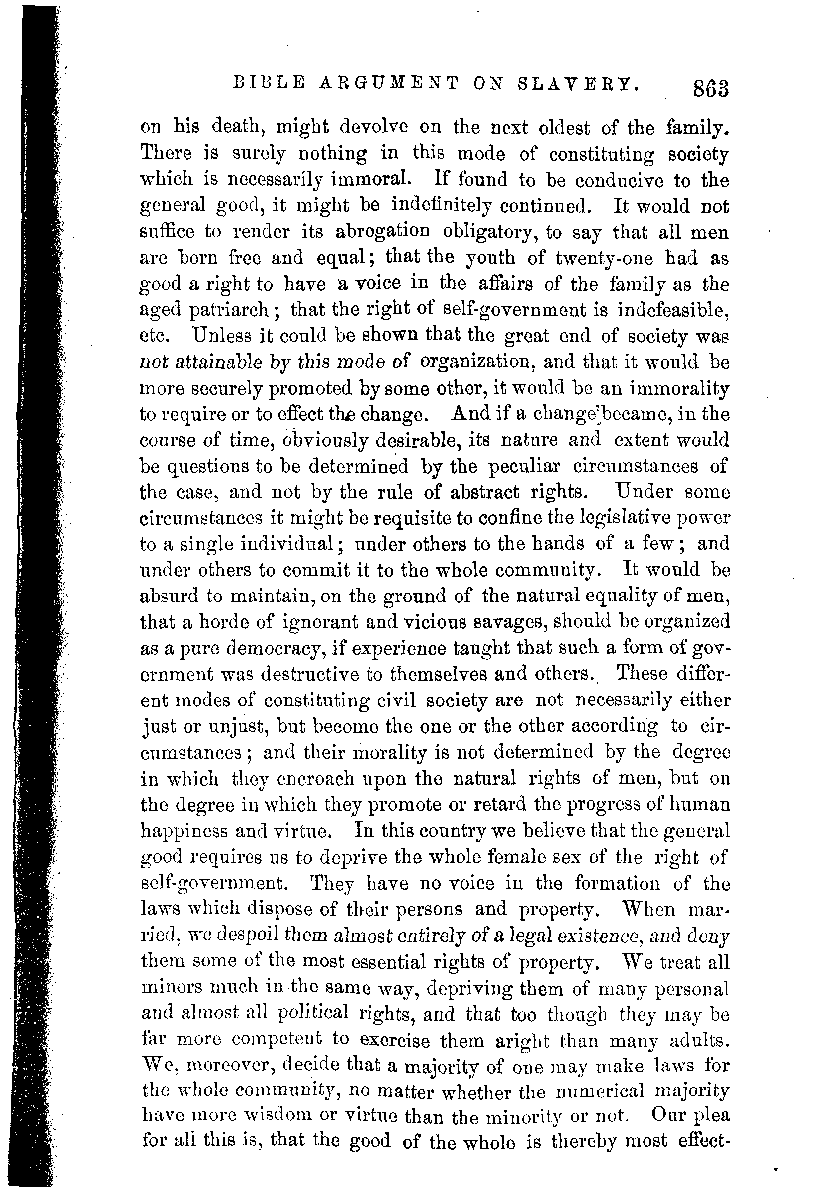 BIBLE ARGUMENT ON SLAVERY. 863
on his death, might devolve on the next oldest of the family.
There is surely nothing in this mode of constituting society
which is necessarily immoral. If found to be conducive to the
general good, it might be indefinitely continued. It would not
suffice to render its abrogation obligatory, to say that all men
are born free and equal; that the youth of twenty-one had as
good a right to have a voice in the affairs of the family as the
aged patriarch; that the right of self-government is indefeasible,
etc. Unless it could be shown that the great end of society was
not attainable by this mode of organization, and that it would be
more securely promoted by some other, it would be an immorality
to require or to effect the change. And if a change became, in the
course of time, obviously desirable, its nature and extent would
be questions to be determined by the peculiar circumstances of
the case, and not by the rule of abstract rights. Under some
circumstances it might be requisite to confine the legislative power
to a single individual; under others to the hands of a few; and
under others to commit it to the whole community. It would be
absurd to maintain, on the ground of the natural equality of men,
that a horde of ignorant and vicious savages, should be organized
as a pure democracy, if experience taught that such a form of gov-
ernment was destructive to themselves and others. These differ-
ent modes of constituting civil society are not necessarily either
just or unjust, but become the one or the other according to cir-
cumstances; and their morality is not determined by the degree
in which they encroach upon the natural rights of men, but on
the degree in which they promote or retard the progress of human
happiness and virtue. In this country we believe that the general
good requires us to deprive the whole female sex of the right of
self-government. They have no voice in the formation of the
laws which dispose of their persons and property. When mar-
ried, we despoil them almost entirely of a legal existence, and deny
them some of the most essential rights of property. We treat all
minors much in the same way, depriving them of many personal
and almost all political rights, and that too though they may be
far more competent to exercise them aright than many adults.
We, moreover, decide that a majority of one may make laws for
the whole community, no matter whether the numerical majority
have more wisdom or virtue than the minority or not. Our plea
for all this is, that the good of the whole is thereby most effect-